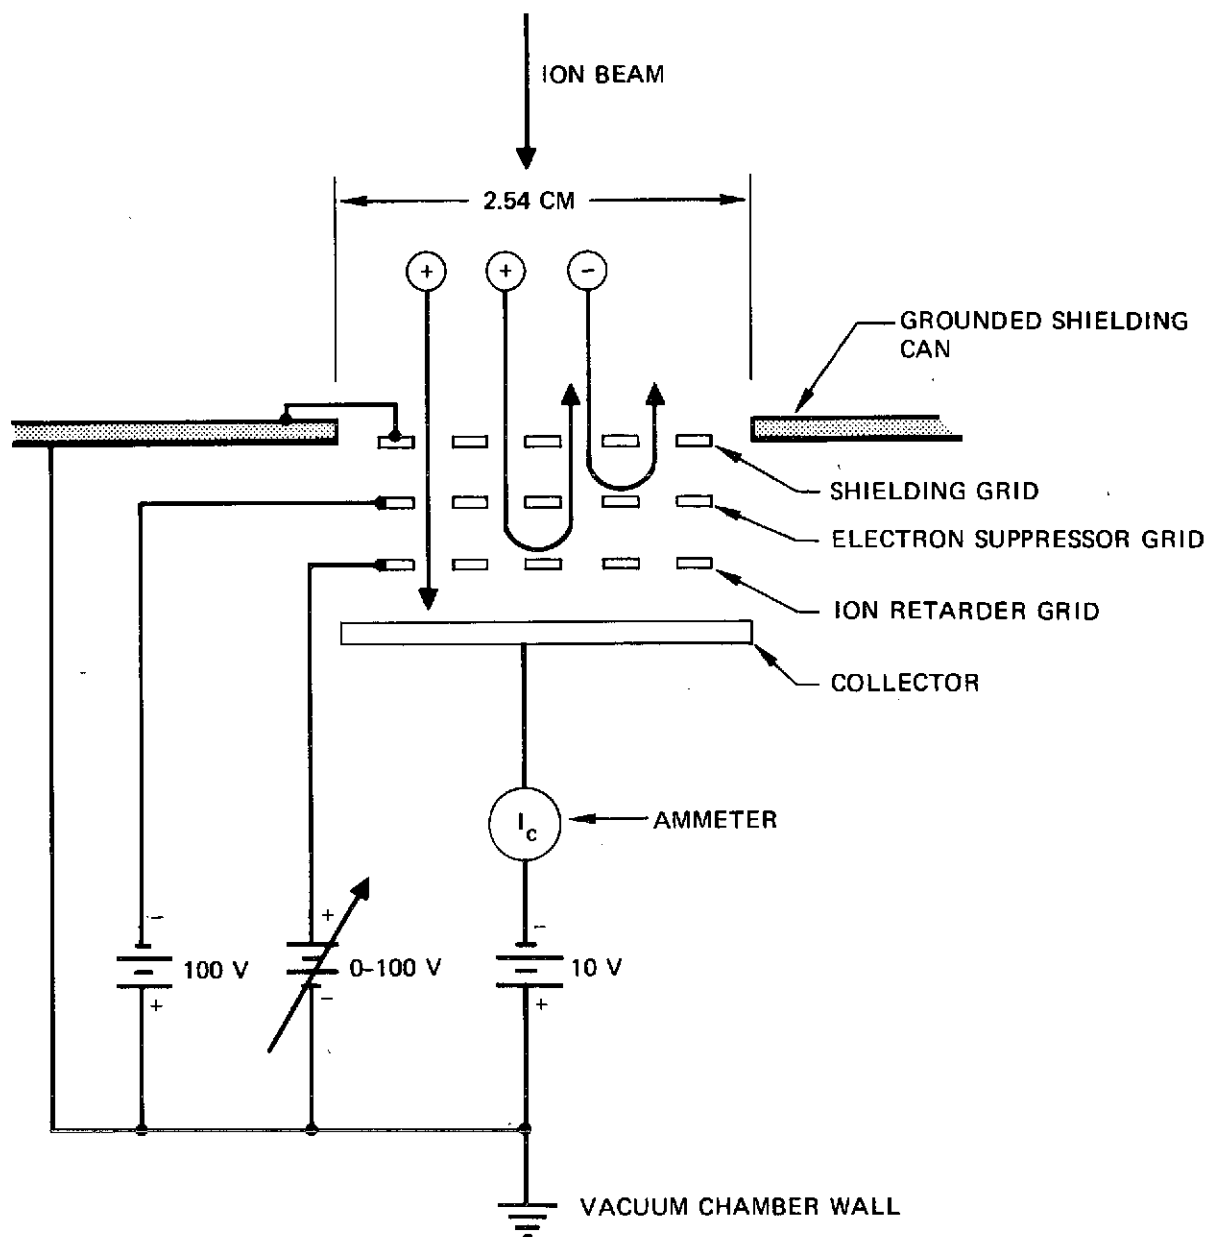 ION BEAM
2.54 CM
+ + -
GROUNDED SHIELDING
CAN
SHIELDING GRID
ELECTRON SUPPRESSOR GRID
ION RETARDER GRID
COLLECTOR
Ic
AMMETER
- + -
100 V 0-100 V 10 V
+ - +
VACUUM CHAMBER WALL